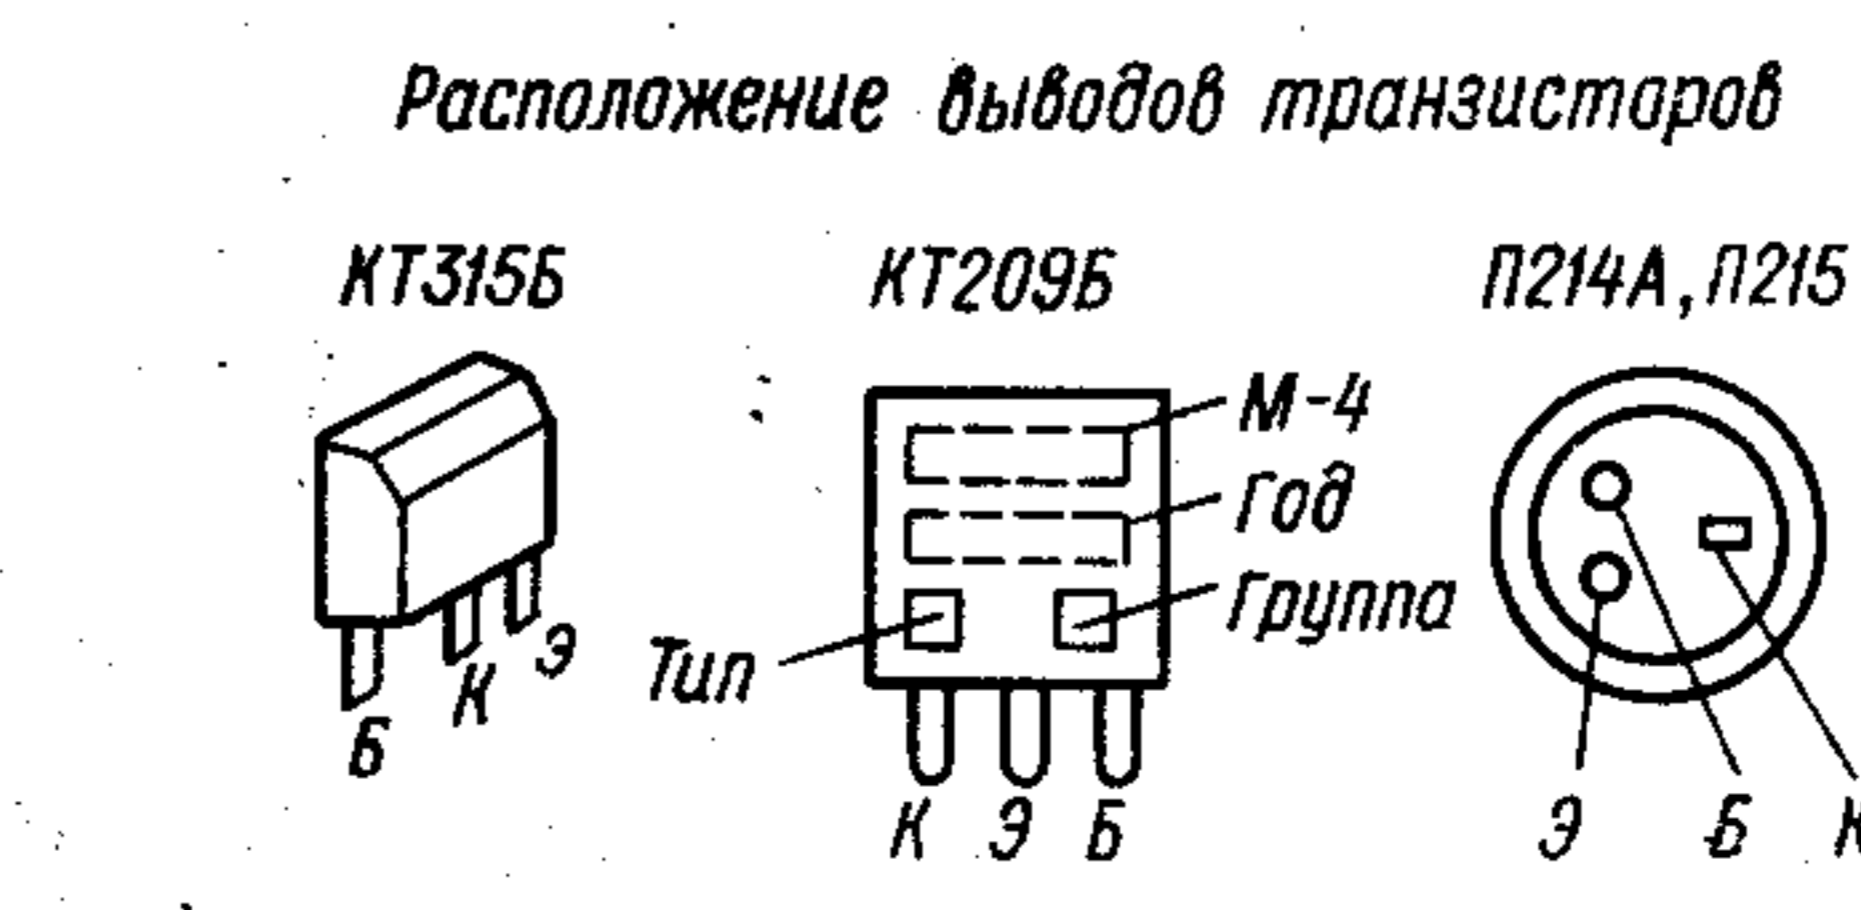 Расположение выводов транзисторов
КТ315Б КТ209Б П214А, П215
М-4
Год
Группа
Тип
Б К Э
К Э Б
Э Б К